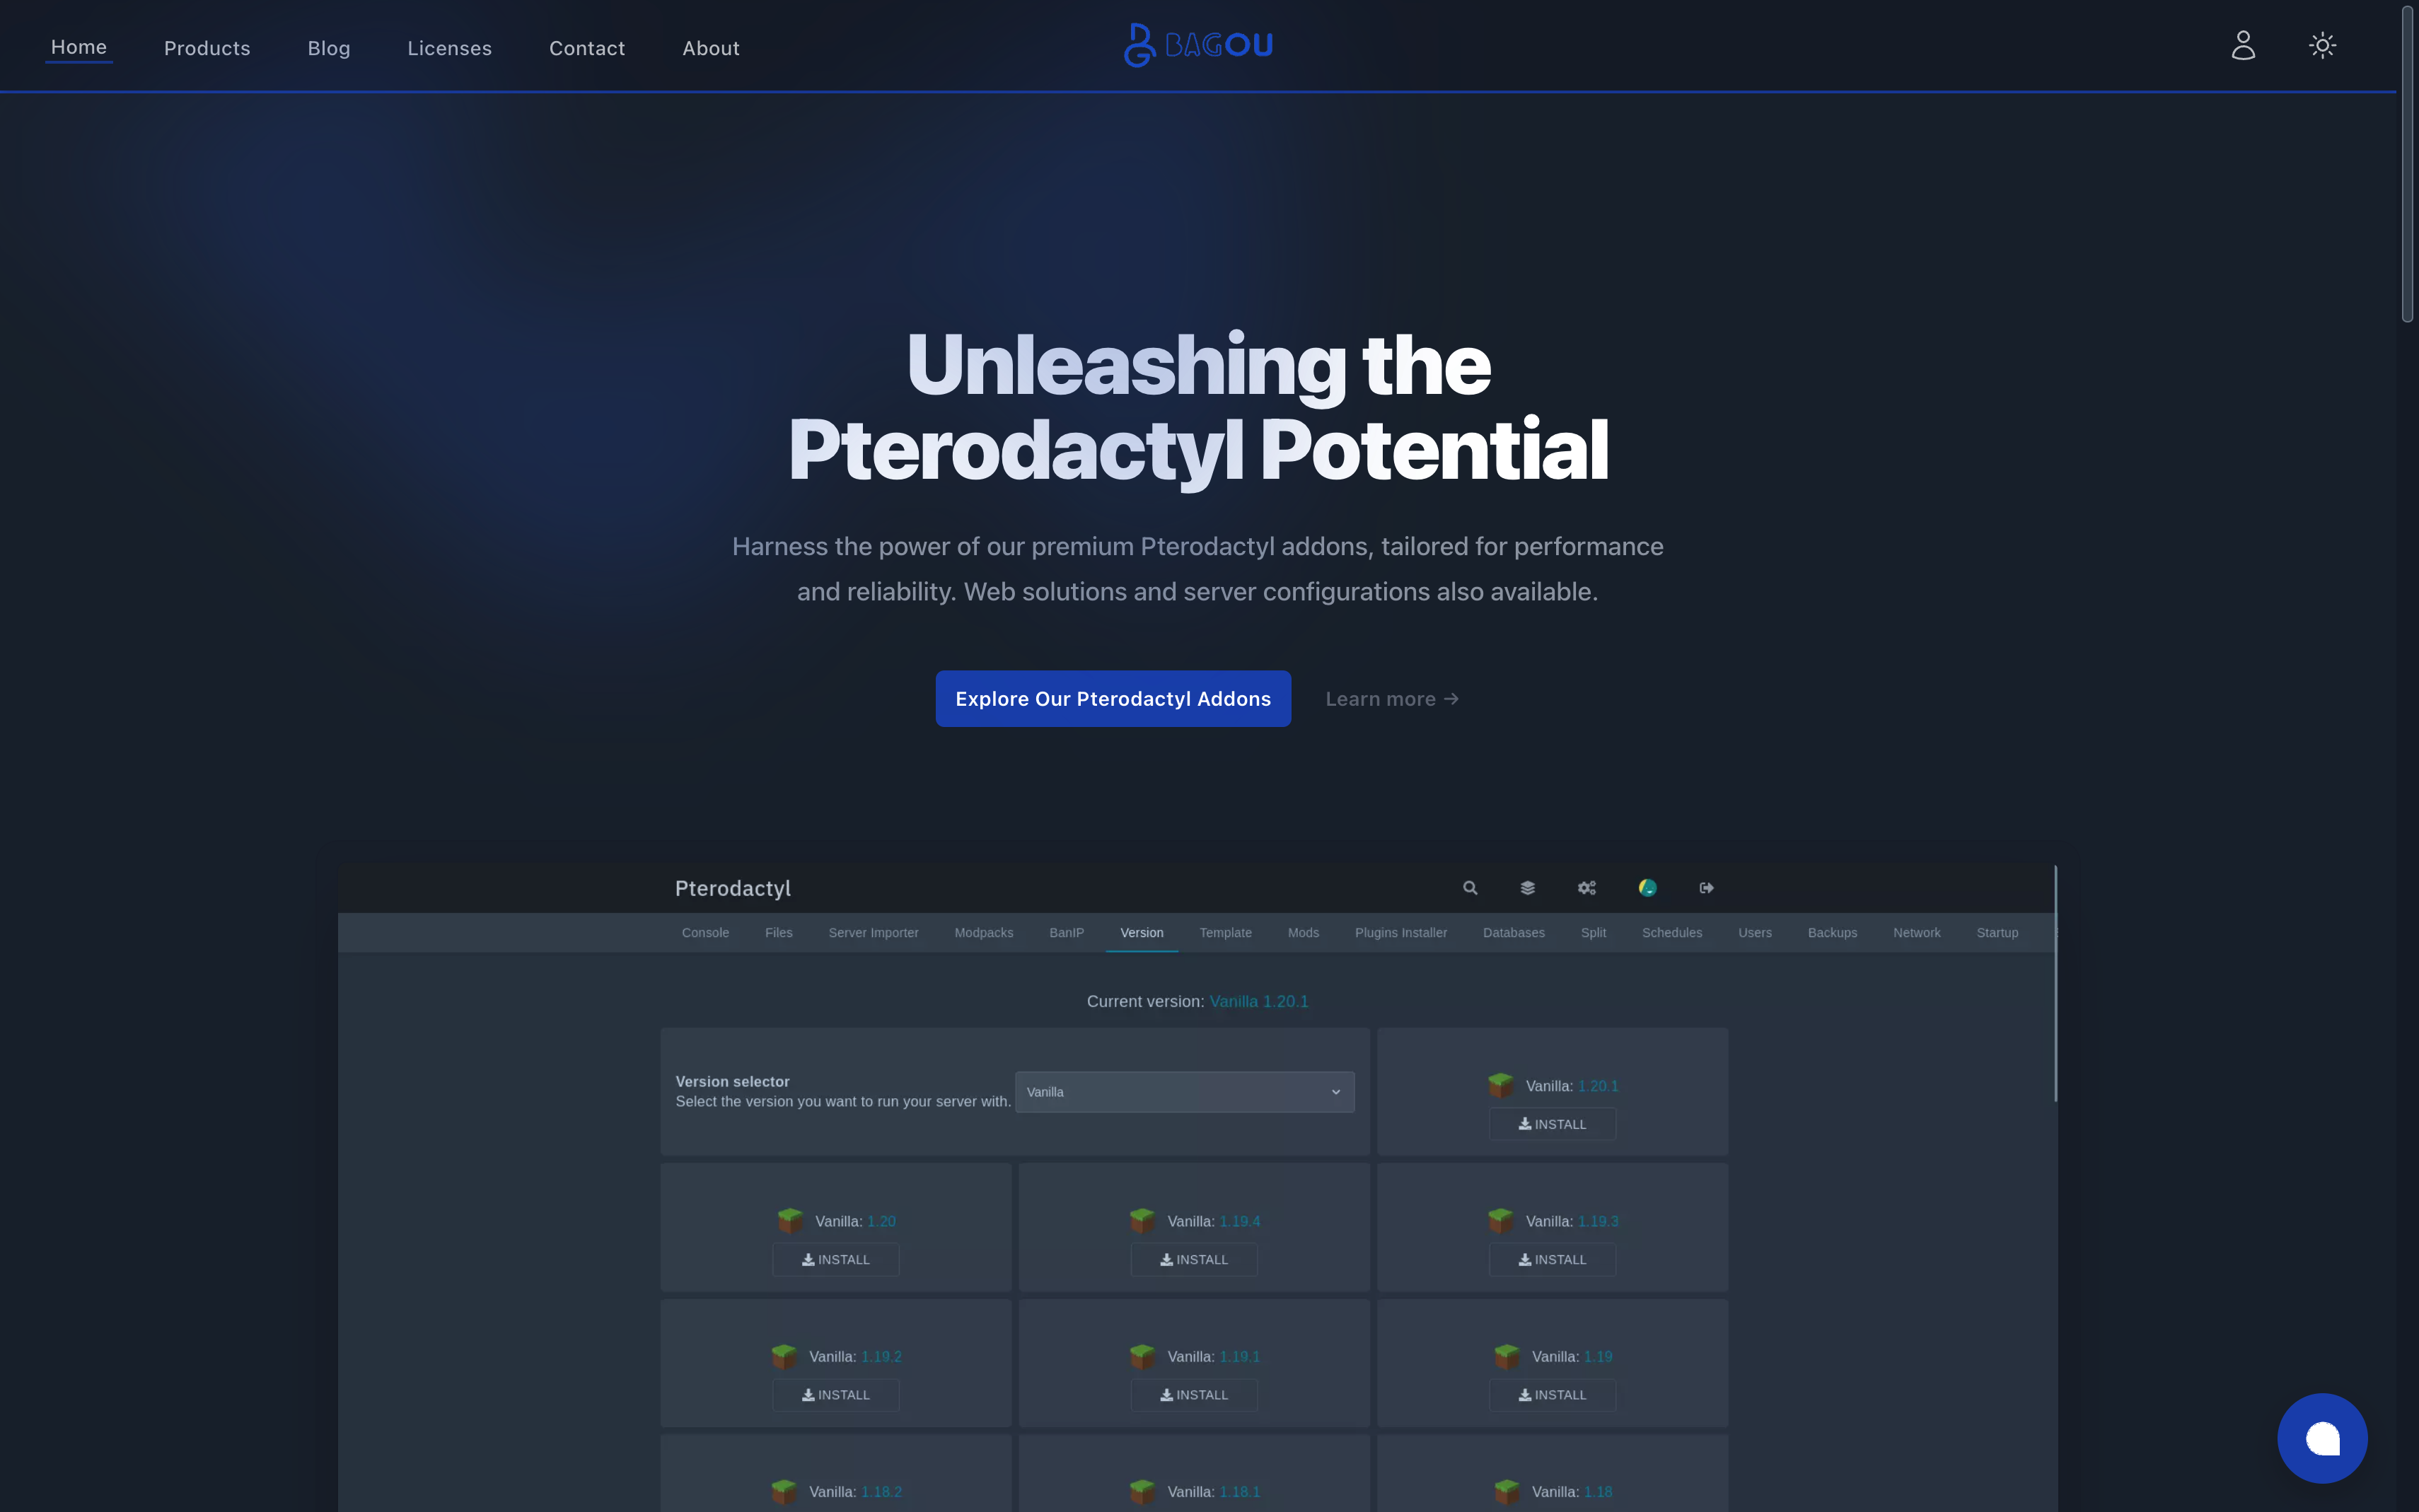 Home Products Blog Licenses Contact About
BAGOU
Unleashing the
Pterodactyl Potential
Harness the power of our premium Pterodactyl addons, tailored for performance
and reliability. Web solutions and server configurations also available.
Explore Our Pterodactyl Addons Learn more →
Pterodactyl
Console Files Server Importer Modpacks BanIP Version Template Mods Plugins Installer Databases Split Schedules Users Backups Network Startup
Current version: Vanilla 1.20.1
Version selector
Select the version you want to run your server with.
Vanilla
Vanilla: 1.20.1
INSTALL
Vanilla: 1.20
INSTALL
Vanilla: 1.19.4
INSTALL
Vanilla: 1.19.3
INSTALL
Vanilla: 1.19.2
INSTALL
Vanilla: 1.19.1
INSTALL
Vanilla: 1.19
INSTALL
Vanilla: 1.18.2
Vanilla: 1.18.1
Vanilla: 1.18